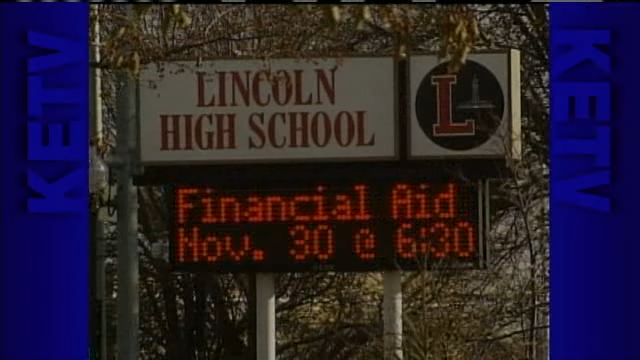 KETV
LINCOLN
HIGH SCHOOL
L
Financial Aid
Nov. 30 @ 6:30
KETV